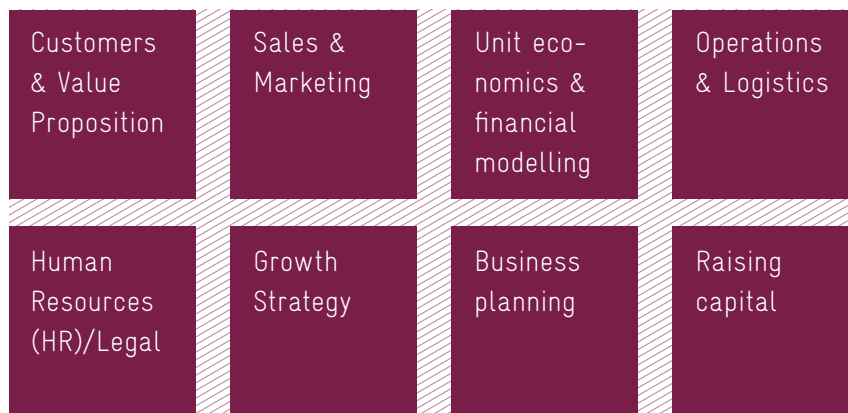 Customers
& Value
Proposition
Sales &
Marketing
Unit eco-
nomics &
financial
modelling
Operations
& Logistics
Human
Resources
(HR)/Legal
Growth
Strategy
Business
planning
Raising
capital